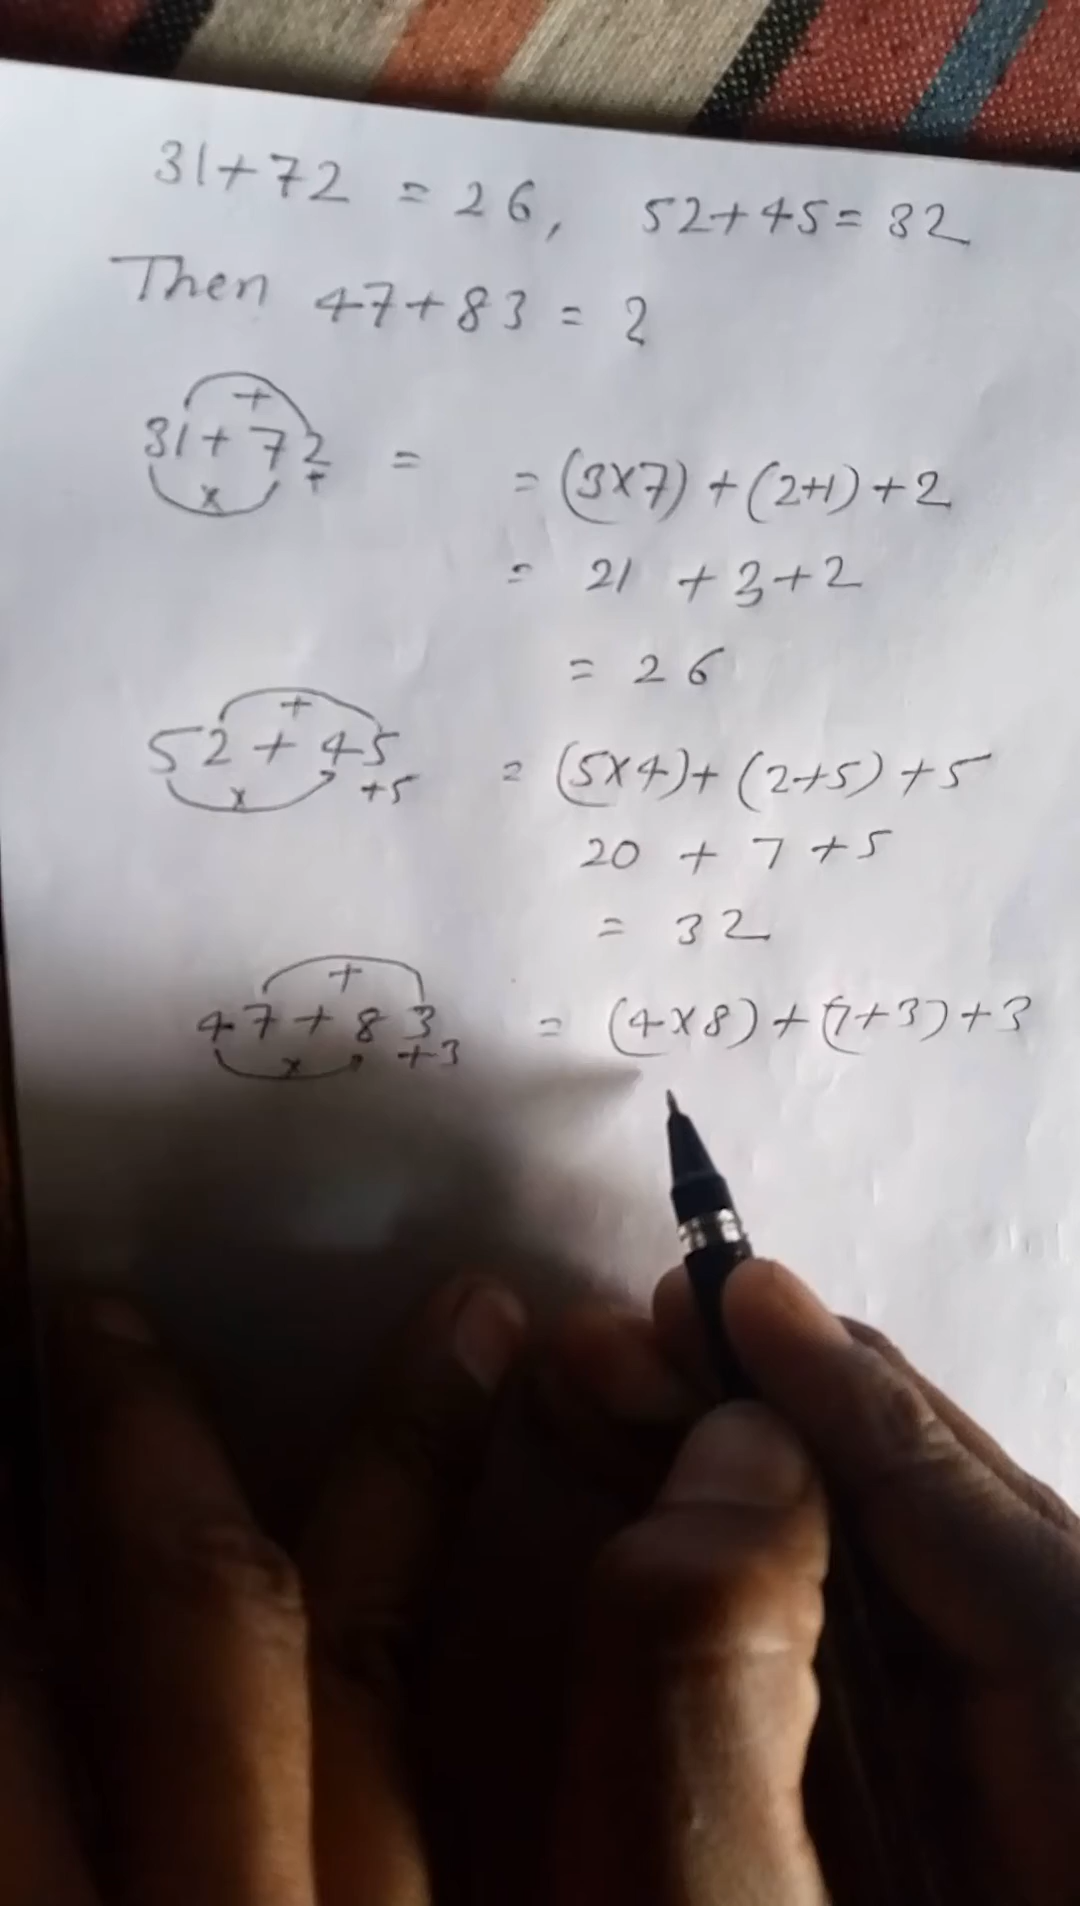 31+72 = 26, 52+45= 32
Then 47+83 = ?
+
31+ 72 = = (3x7) + (2+1) +2
x +
= 21 +3+2
= 26
+
52 + 45 = (5x4)+ (2+5) +5
x +5
20 + 7 +5
= 32
+
47 + 83 = (4x8)+(7+3)+3
x +3